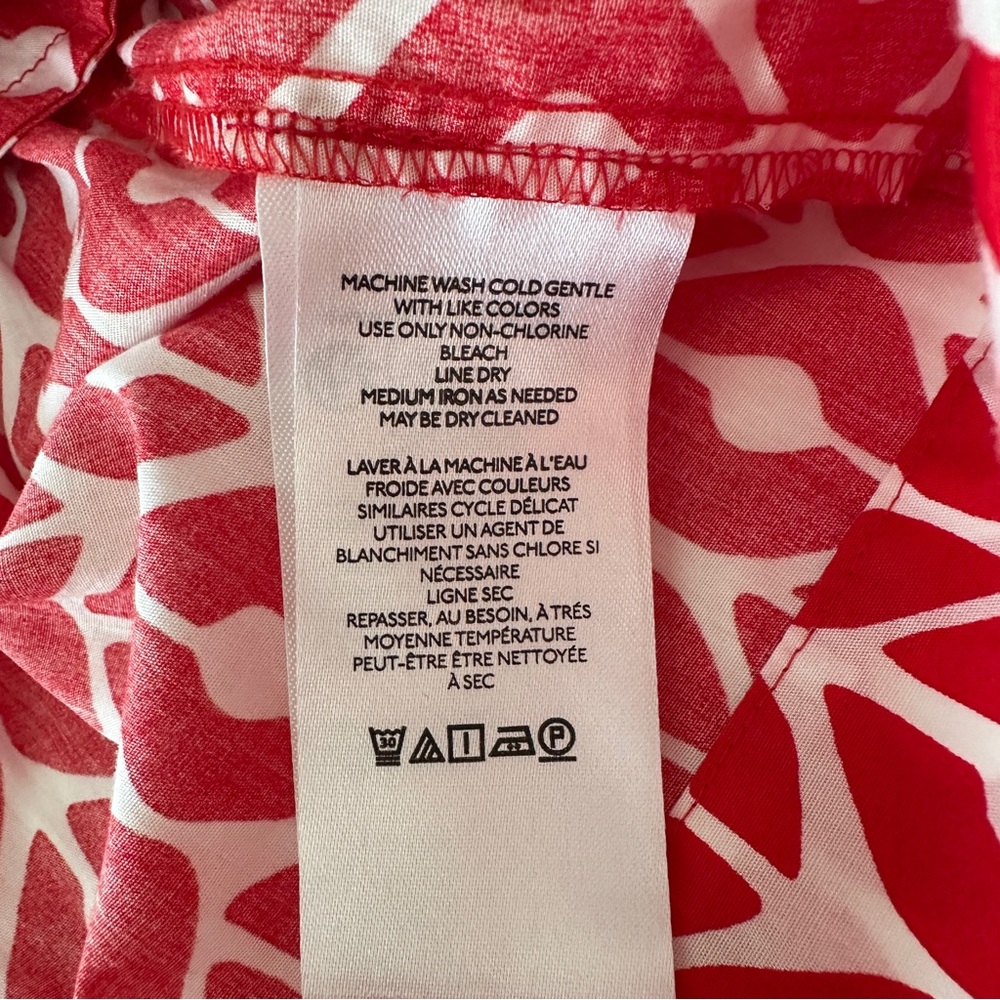 MACHINE WASH COLD GENTLE
WITH LIKE COLORS
USE ONLY NON-CHLORINE
BLEACH
LINE DRY
MEDIUM IRON AS NEEDED
MAY BE DRY CLEANED
LAVER À LA MACHINE À L'EAU
FROIDE AVEC COULEURS
SIMILAIRES CYCLE DÉLICAT
UTILISER UN AGENT DE
BLANCHIMENT SANS CHLORE SI
NÉCESSAIRE
LIGNE SEC
REPASSER, AU BESOIN, À TRÉS
MOYENNE TEMPÉRATURE
PEUT-ÊTRE ÊTRE NETTOYÉE
À SEC
30 P